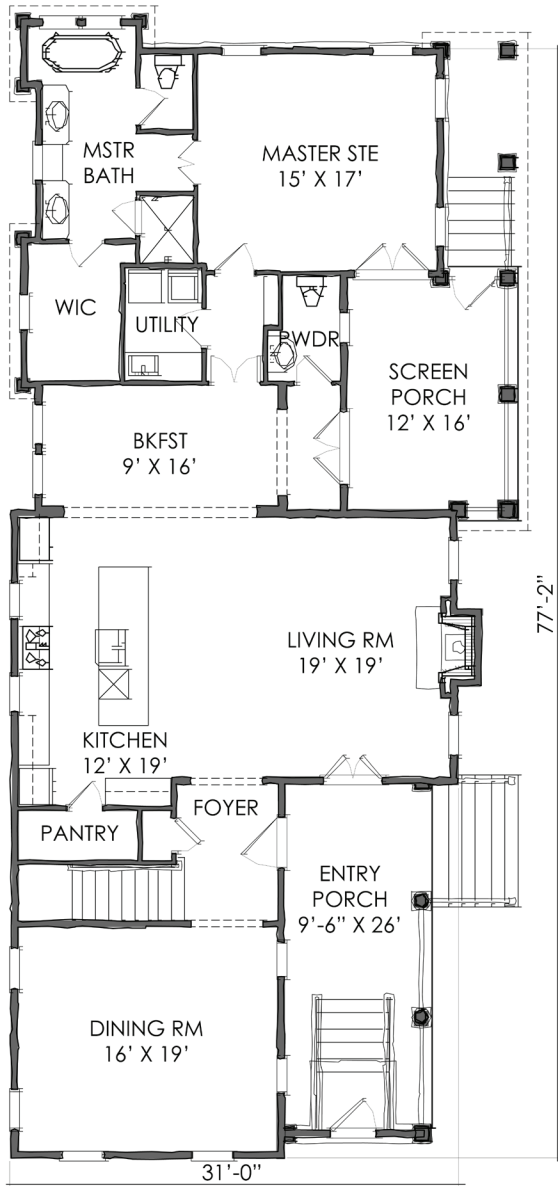 MSTR
BATH
MASTER STE
15' X 17'
WIC
UTILITY
PWDR
SCREEN
PORCH
12' X 16'
BKFST
9' X 16'
77'-2"
LIVING RM
19' X 19'
KITCHEN
12' X 19'
FOYER
PANTRY
ENTRY
PORCH
9'-6" X 26'
DINING RM
16' X 19'
31'-0"